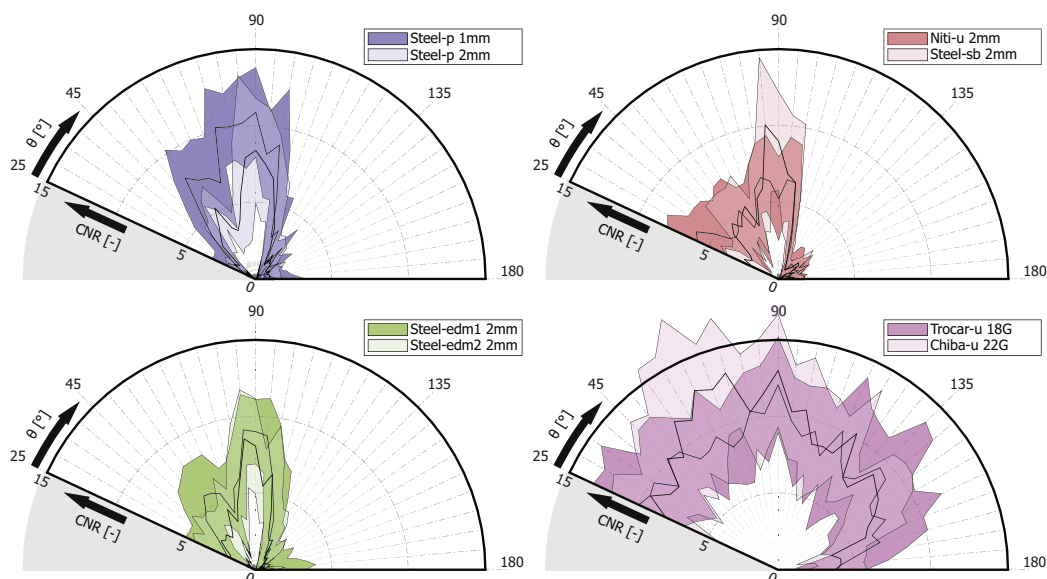 90
Steel-p 1mm
Steel-p 2mm
45
135
θ [°]
25
15
CNR [-]
5
0
180
90
Niti-u 2mm
Steel-sb 2mm
45
135
θ [°]
25
15
CNR [-]
5
0
180
90
Steel-edm1 2mm
Steel-edm2 2mm
45
135
θ [°]
25
15
CNR [-]
5
0
180
90
Trocar-u 18G
Chiba-u 22G
45
135
θ [°]
25
15
CNR [-]
5
0
180